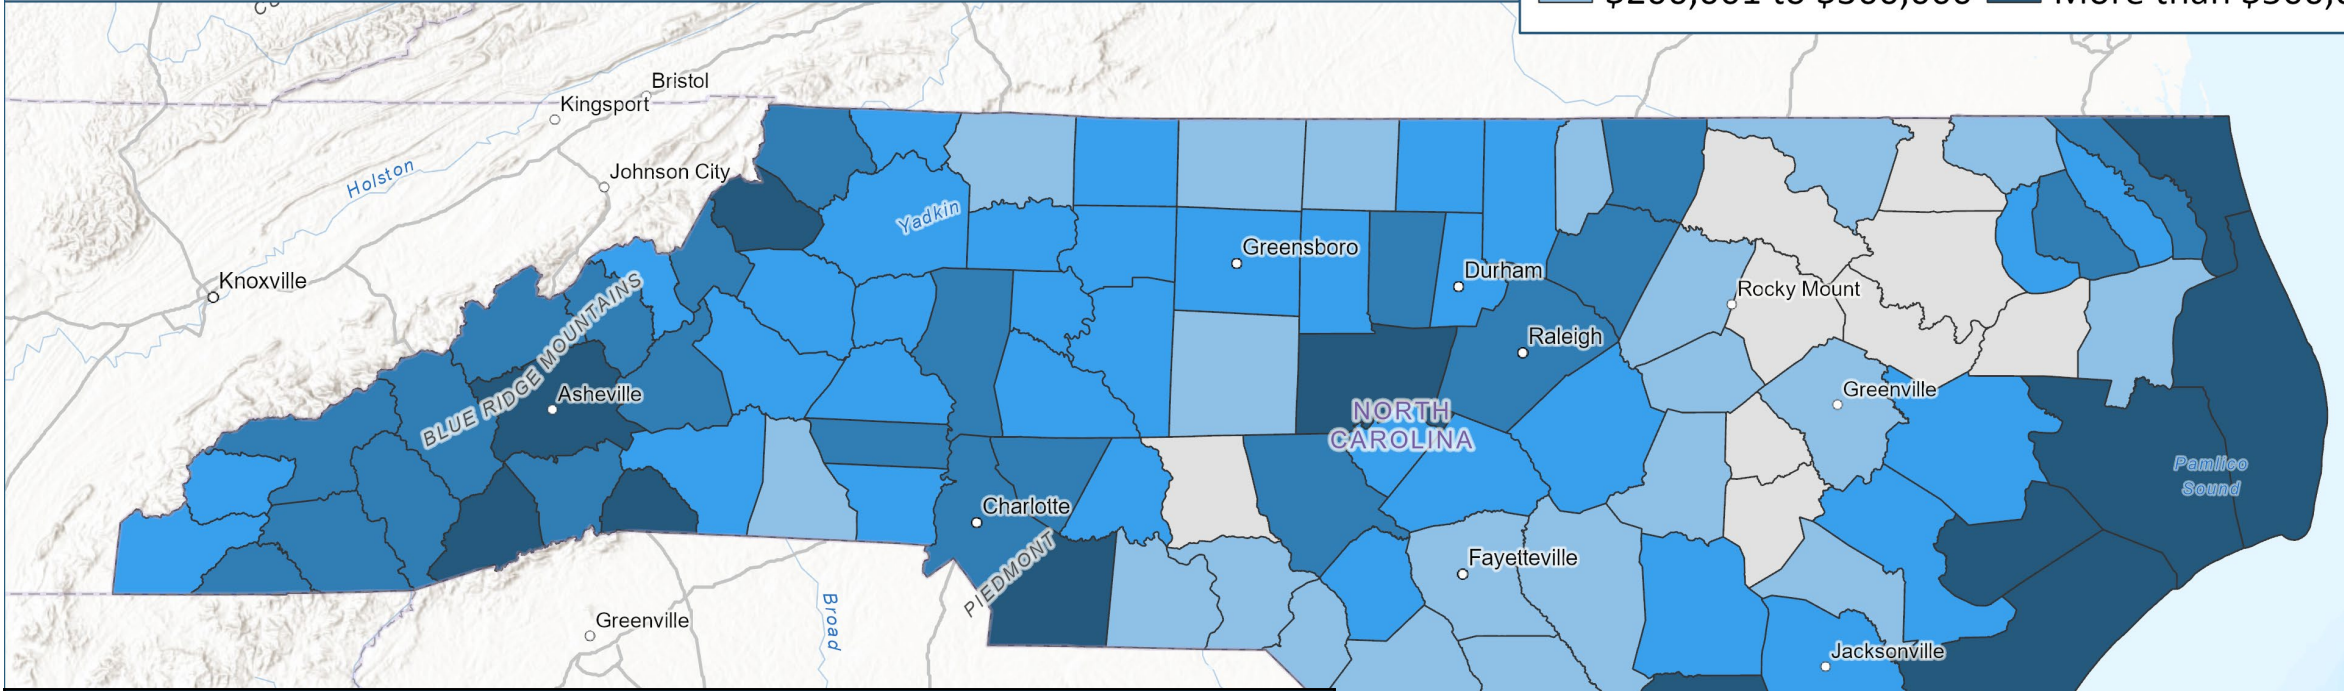 Bristol
Kingsport
Johnson City
Holston
Yadkin
Greensboro
Knoxville
Durham
Rocky Mount
Raleigh
BLUE RIDGE MOUNTAINS
Asheville
Greenville
NORTH
CAROLINA
Pamlico
Sound
Charlotte
PIEDMONT
Fayetteville
Broad
Greenville
Jacksonville